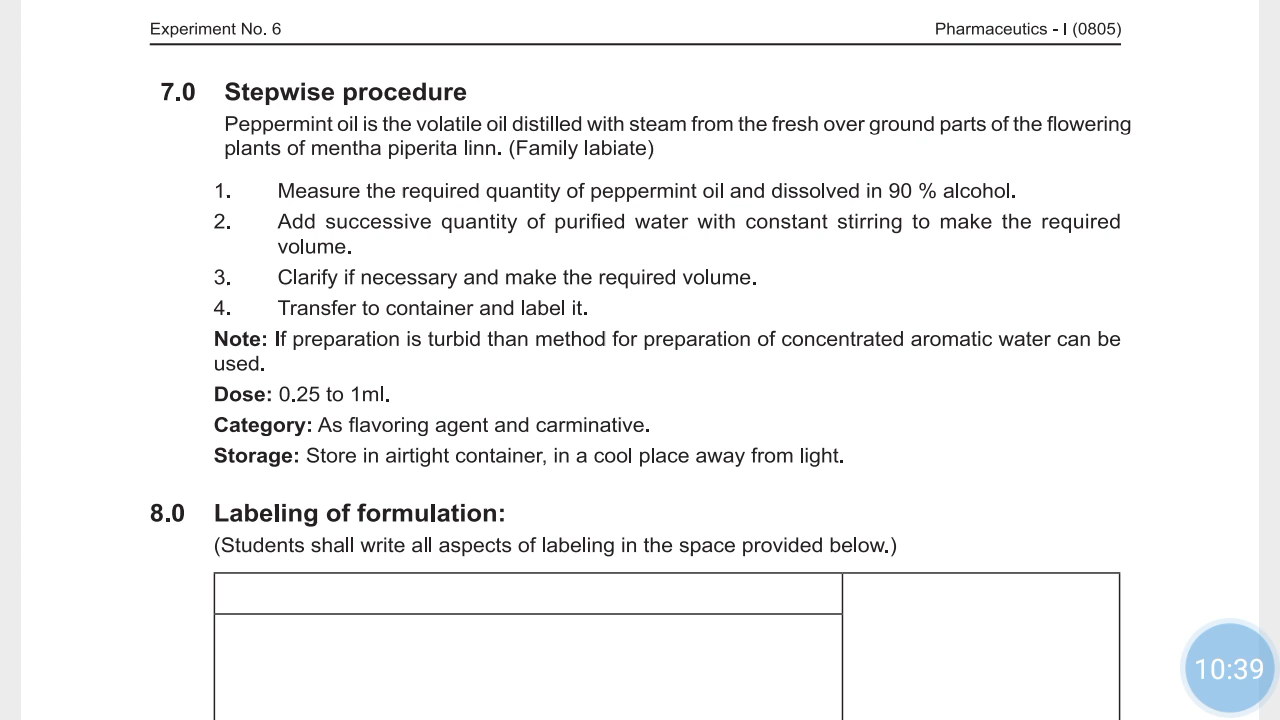 Experiment No. 6 Pharmaceutics - I (0805)
7.0 Stepwise procedure
Peppermint oil is the volatile oil distilled with steam from the fresh over ground parts of the flowering
plants of mentha piperita linn. (Family labiate)
1. Measure the required quantity of peppermint oil and dissolved in 90 % alcohol.
2. Add successive quantity of purified water with constant stirring to make the required
volume.
3. Clarify if necessary and make the required volume.
4. Transfer to container and label it.
Note: If preparation is turbid than method for preparation of concentrated aromatic water can be
used.
Dose: 0.25 to 1ml.
Category: As flavoring agent and carminative.
Storage: Store in airtight container, in a cool place away from light.
8.0 Labeling of formulation:
(Students shall write all aspects of labeling in the space provided below.)
10:39